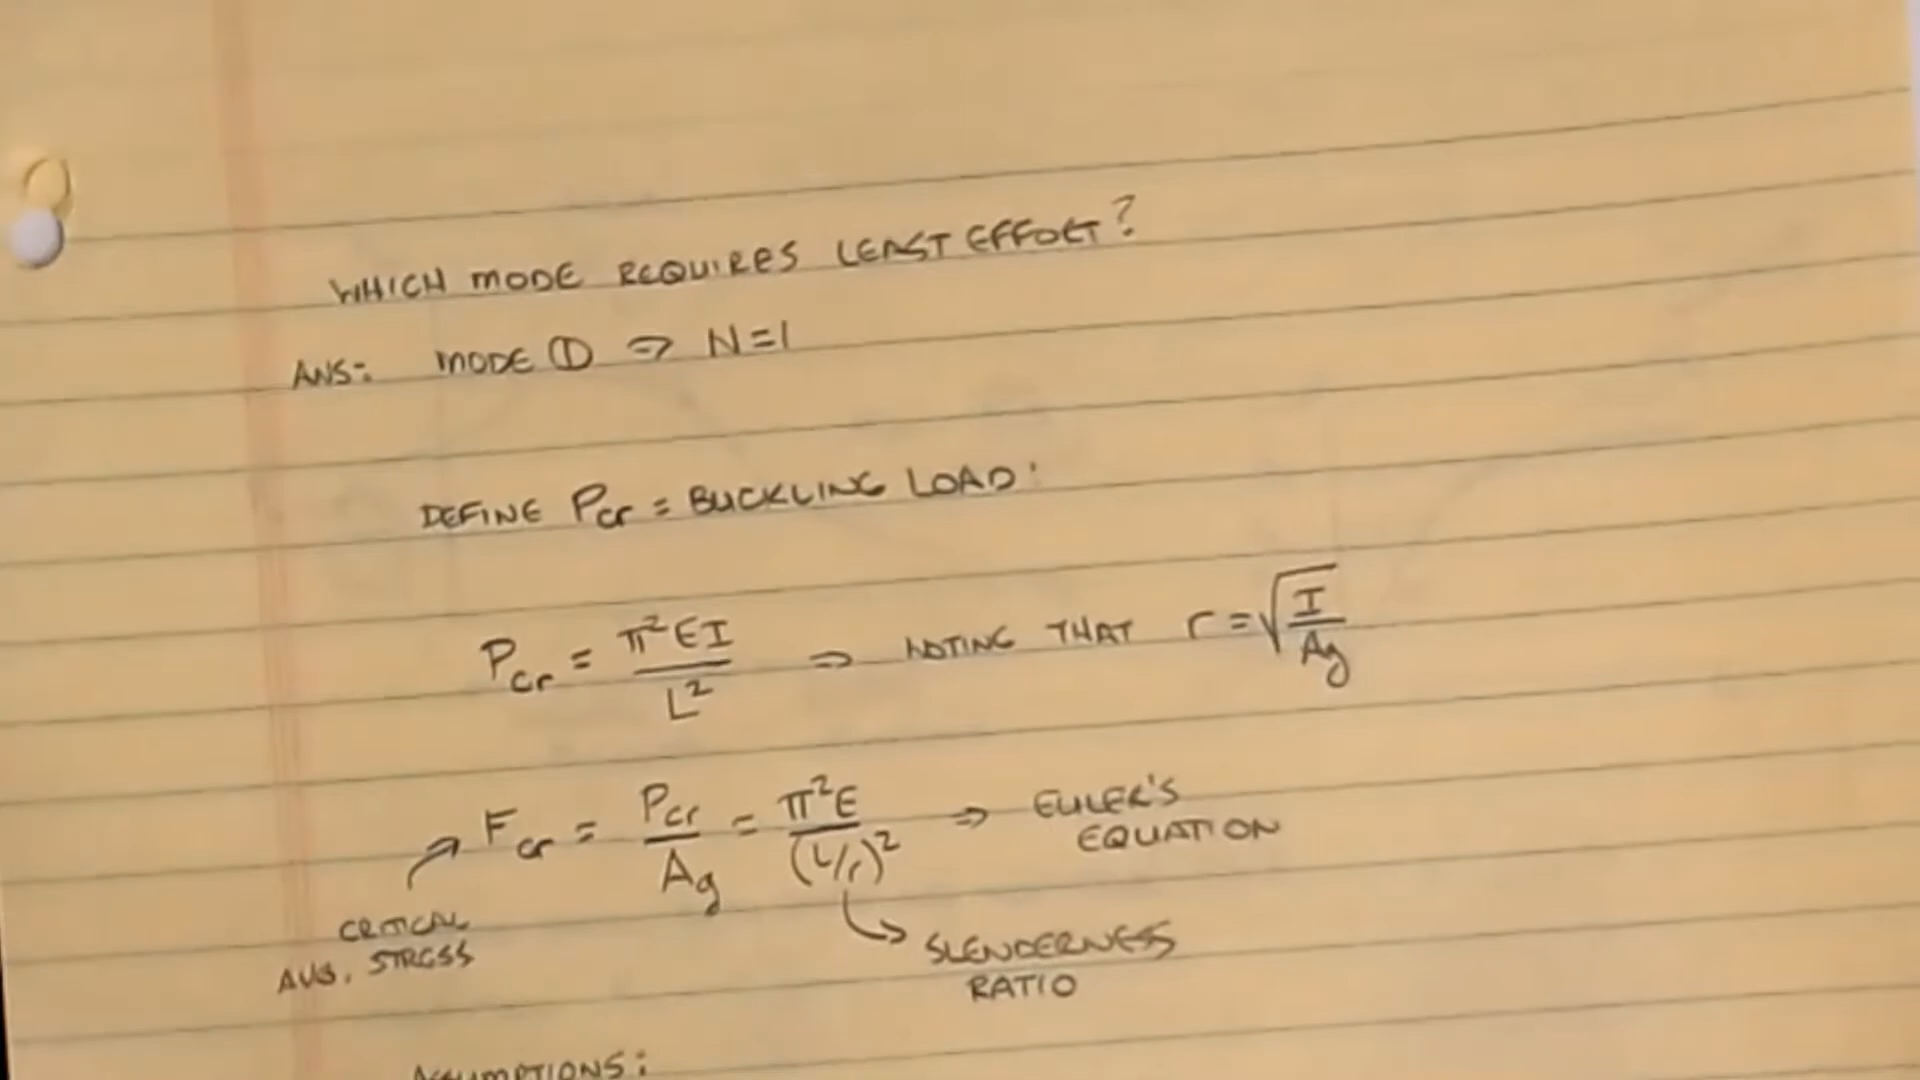 WHICH MODE REQUIRES LEAST EFFORT?
ANS: MODE ① ⇒ N=1
DEFINE Pcr = BUCKLING LOAD:
Pcr = π²EI / L² ⇒ NOTING THAT r = √(I / Ag)
Fcr = Pcr / Ag = π²E / (L/r)² ⇒ EULER'S
EQUATION
CRITICAL
AVG. STRESS
SLENDERNESS
RATIO
ASSUMPTIONS: